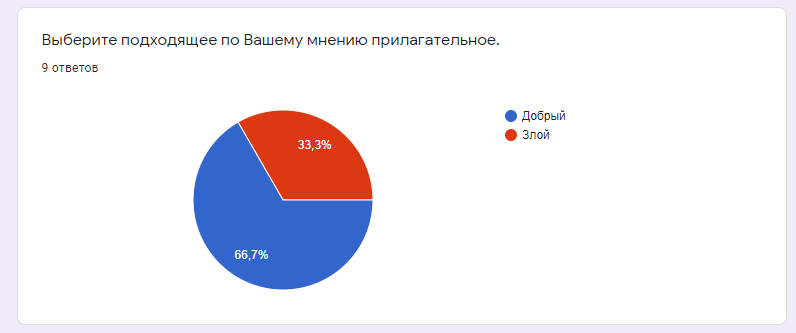 Выберите подходящее по Вашему мнению прилагательное.
9 ответов
Добрый
Злой
33,3%
66,7%